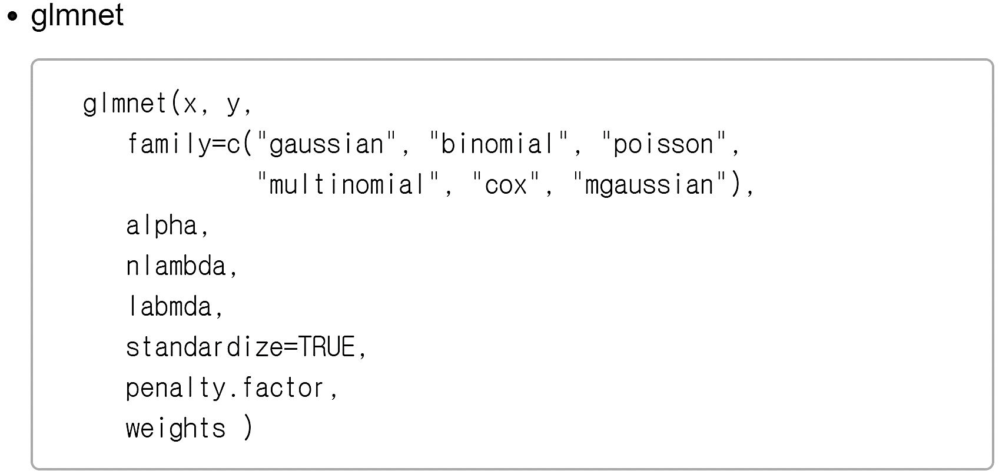 • glmnet
glmnet(x, y,
family=c("gaussian", "binomial", "poisson",
"multinomial", "cox", "mgaussian"),
alpha,
nlambda,
labmda,
standardize=TRUE,
penalty.factor,
weights )